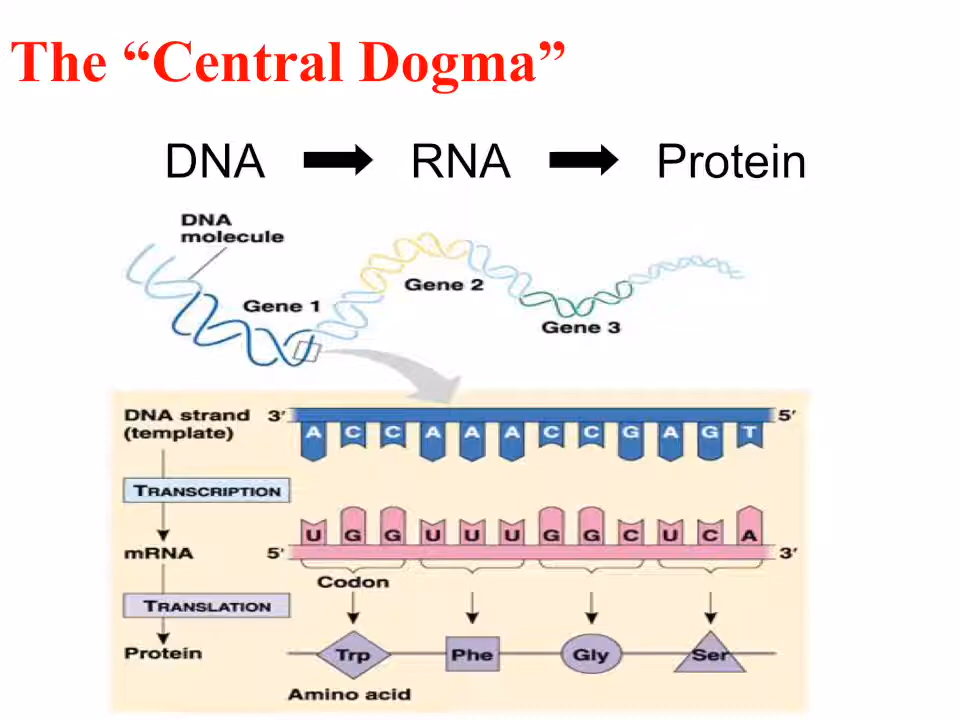 The “Central Dogma”
DNA RNA Protein
DNA
molecule
Gene 1
Gene 2
Gene 3
DNA strand
(template)
3′ 5′
A C C A A A C C G A G T
TRANSCRIPTION
U G G U U U G G C U C A
mRNA 5′ 3′
Codon
TRANSLATION
Protein
Trp Phe Gly Ser
Amino acid